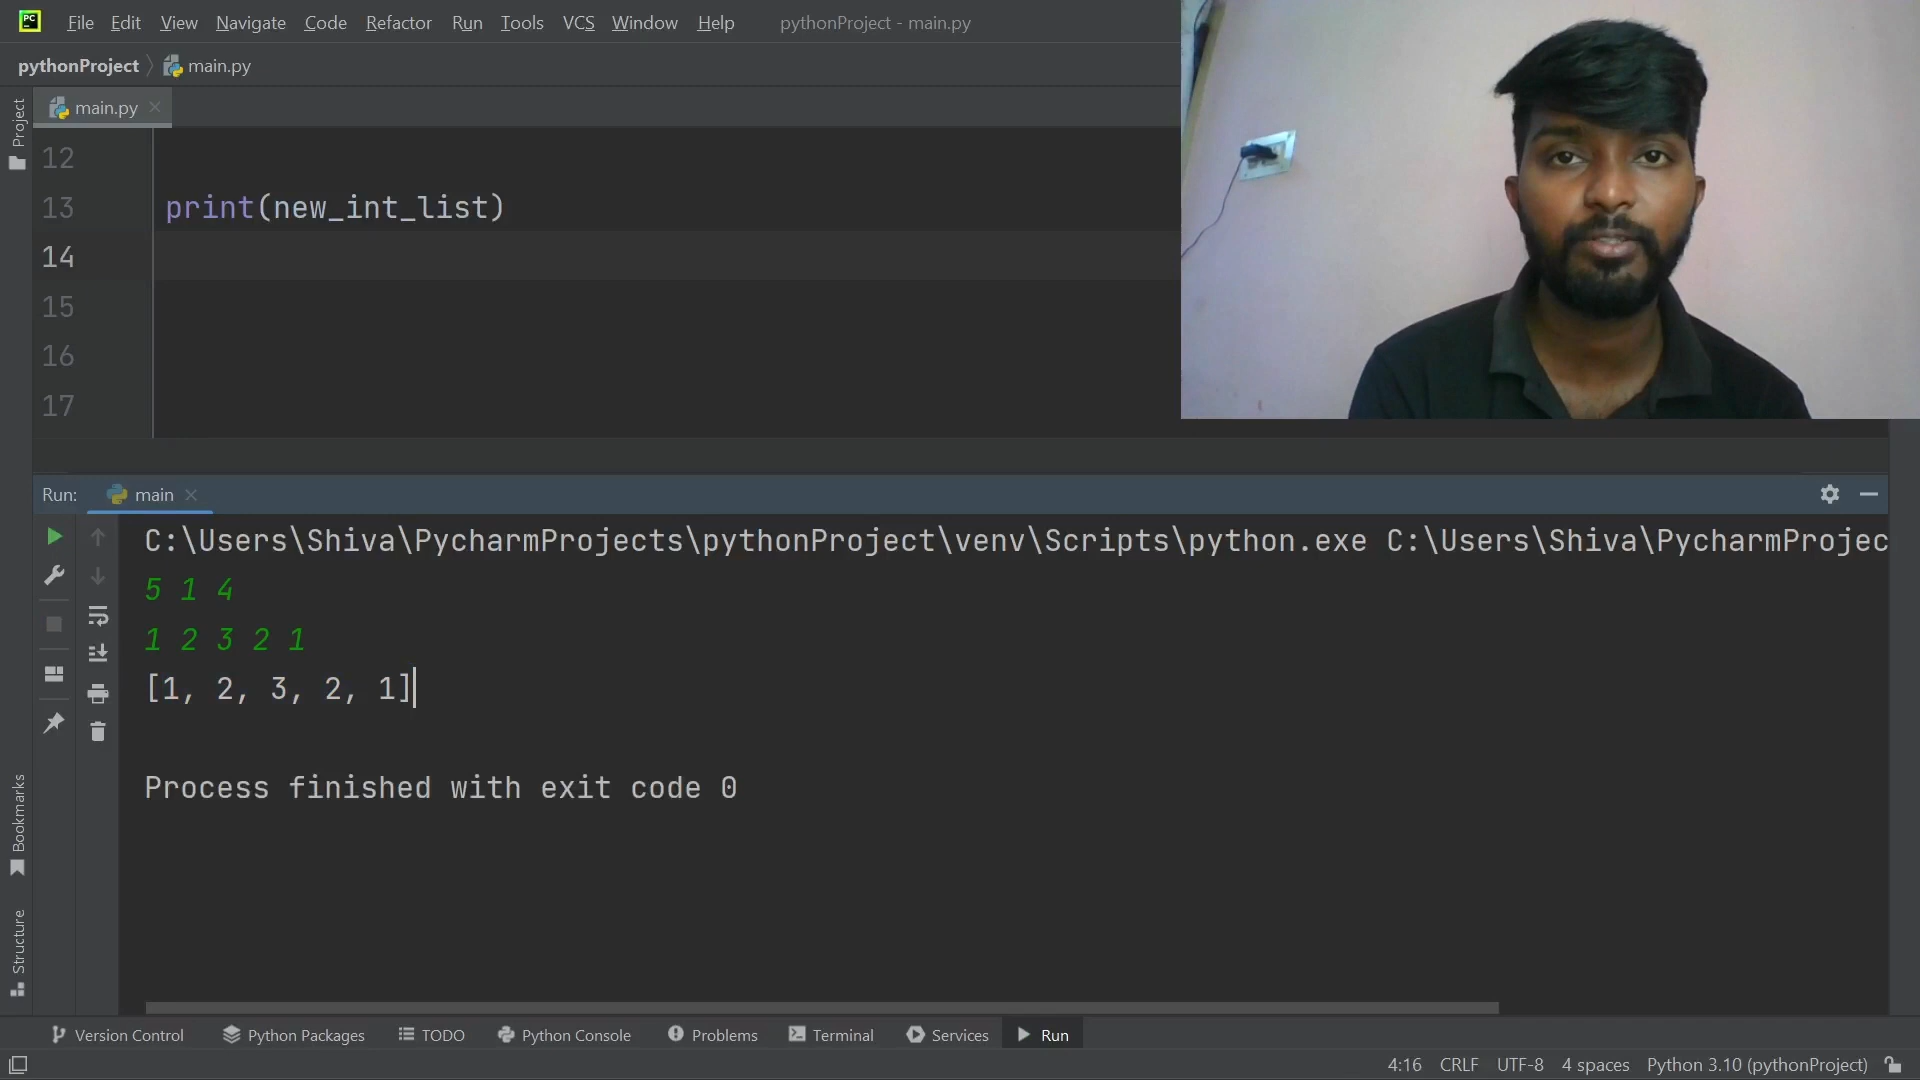 PC File Edit View Navigate Code Refactor Run Tools VCS Window Help pythonProject - main.py
pythonProject main.py
Project
main.py
12
13 print(new_int_list)
14
15
16
17
Run: main
C:\Users\Shiva\PycharmProjects\pythonProject\venv\Scripts\python.exe C:\Users\Shiva\PycharmProjec
5 1 4
1 2 3 2 1
[1, 2, 3, 2, 1]
Process finished with exit code 0
Bookmarks
Structure
Version Control Python Packages TODO Python Console Problems Terminal Services Run
4:16 CRLF UTF-8 4 spaces Python 3.10 (pythonProject)